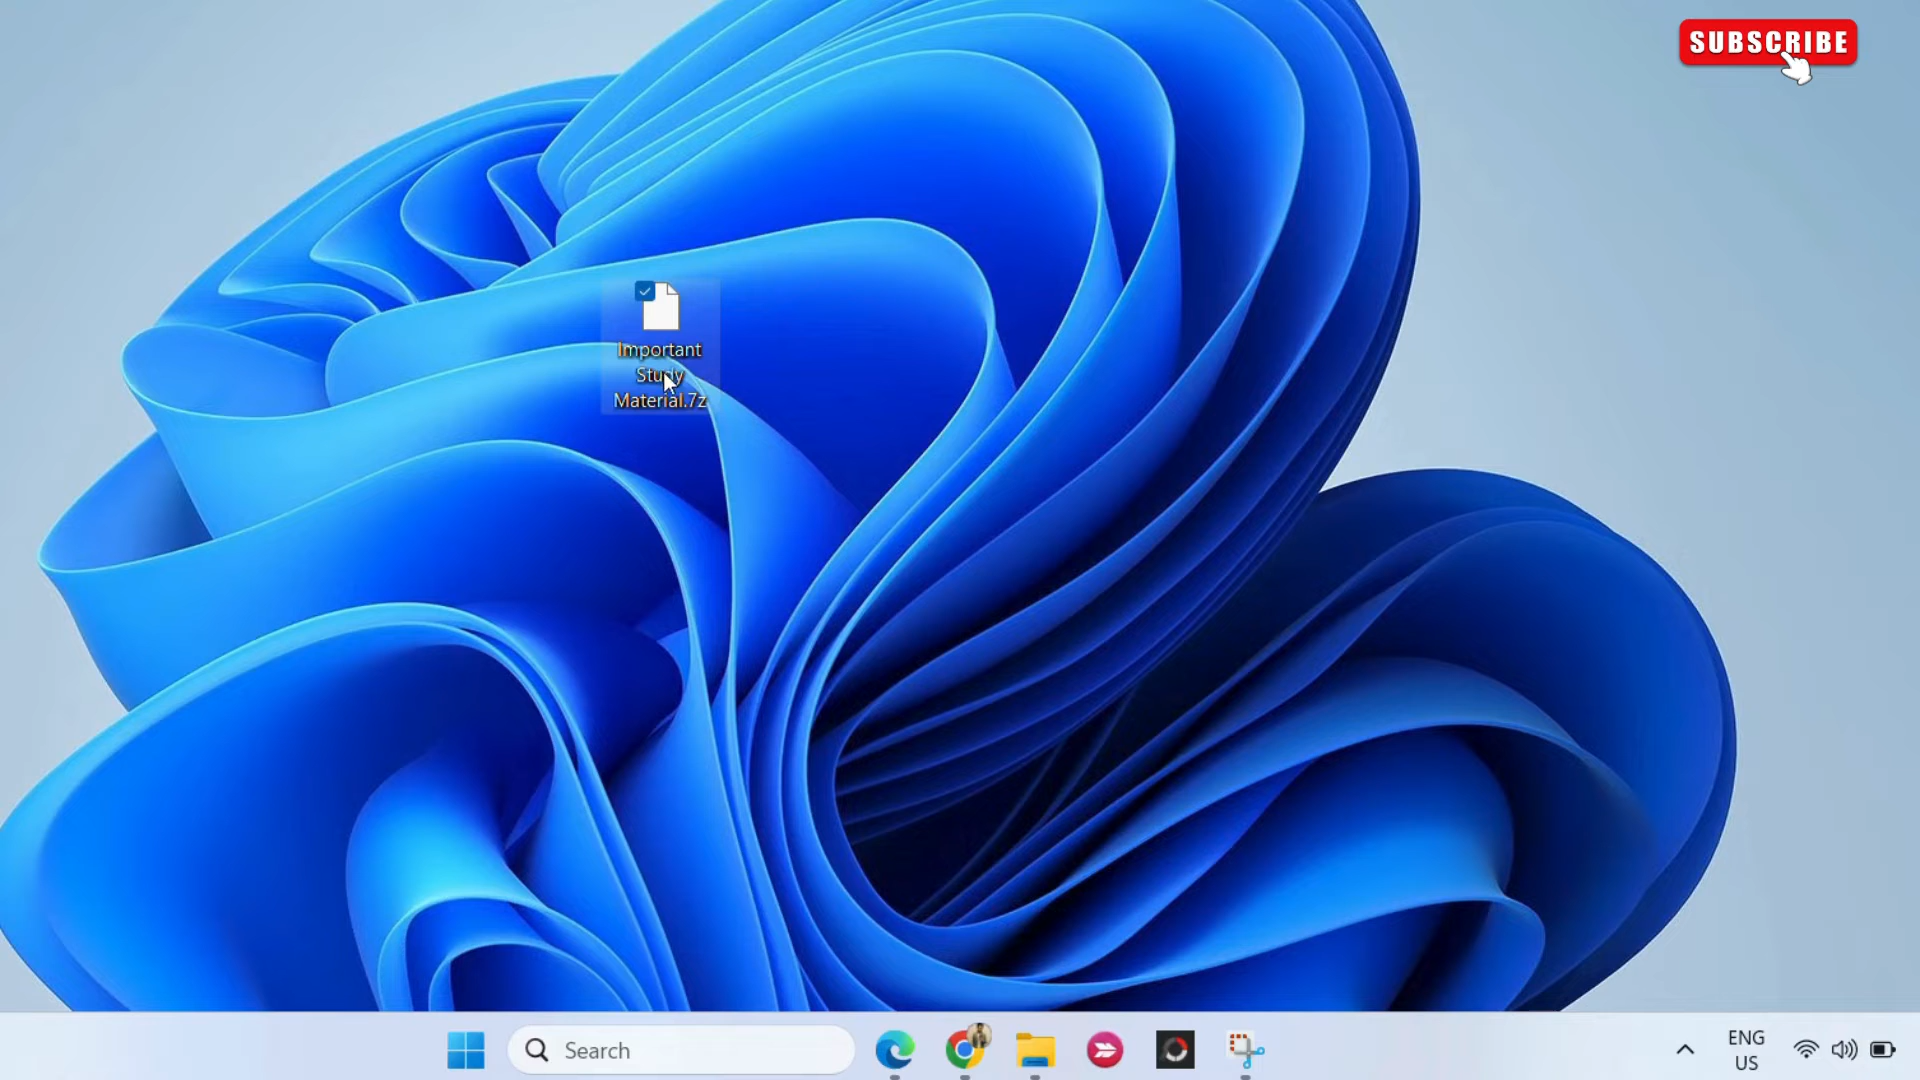 SUBSCRIBE
Important
Study
Material.7z
Search
ENG
US